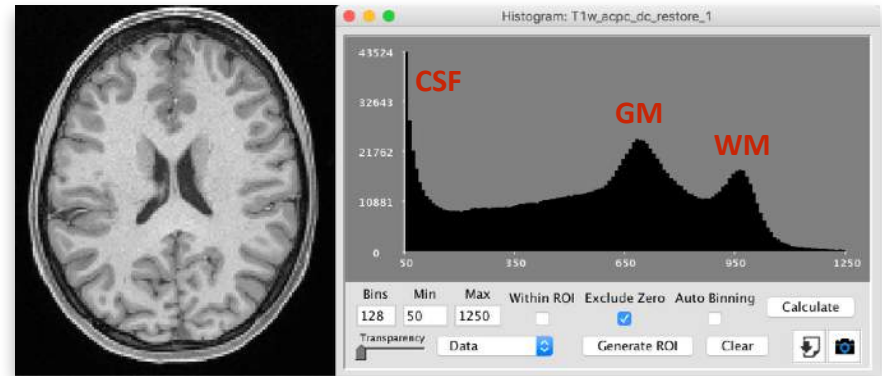 Histogram: T1w_acpc_dc_restore_1
43524
CSF
32643
GM
21762
WM
10881
0
50 350 650 950 1250
Bins Min Max Within ROI Exclude Zero Auto Binning
128 50 1250 Calculate
Transparency Data Generate ROI Clear